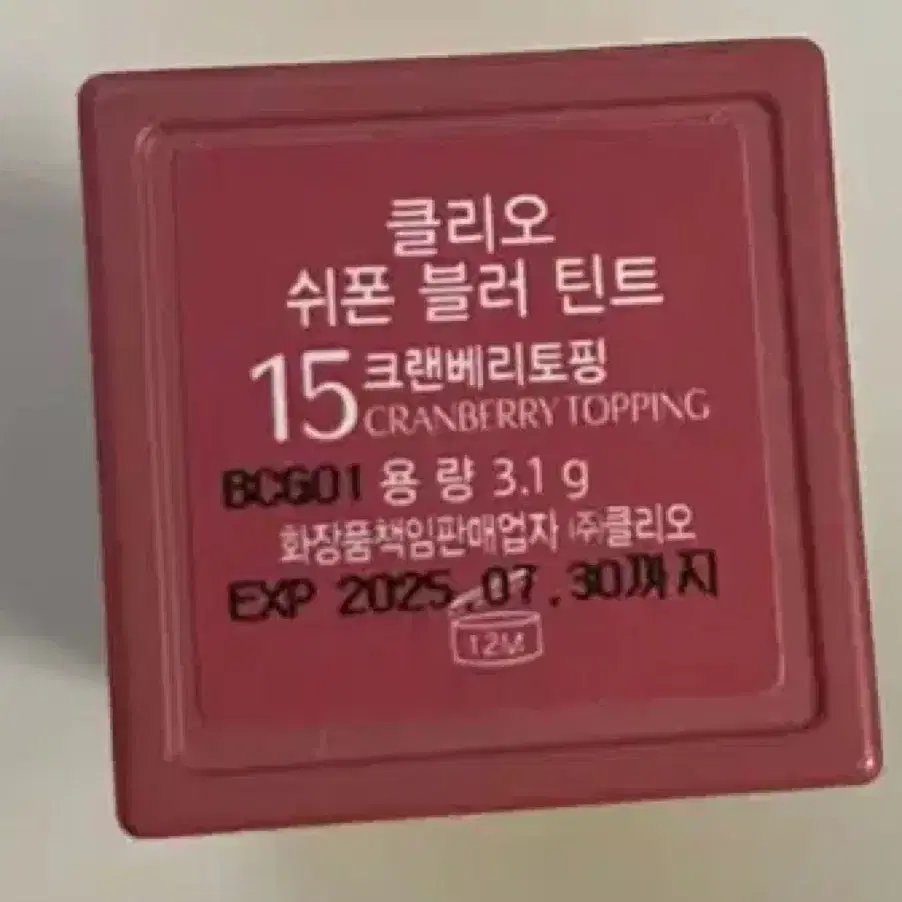 클리오
쉬폰 블러 틴트
15 크랜베리토핑
CRANBERRY TOPPING
BCG01 용 량 3.1 g
화장품책임판매업자 ㈜클리오
EXP 2025.07.30까지
12M